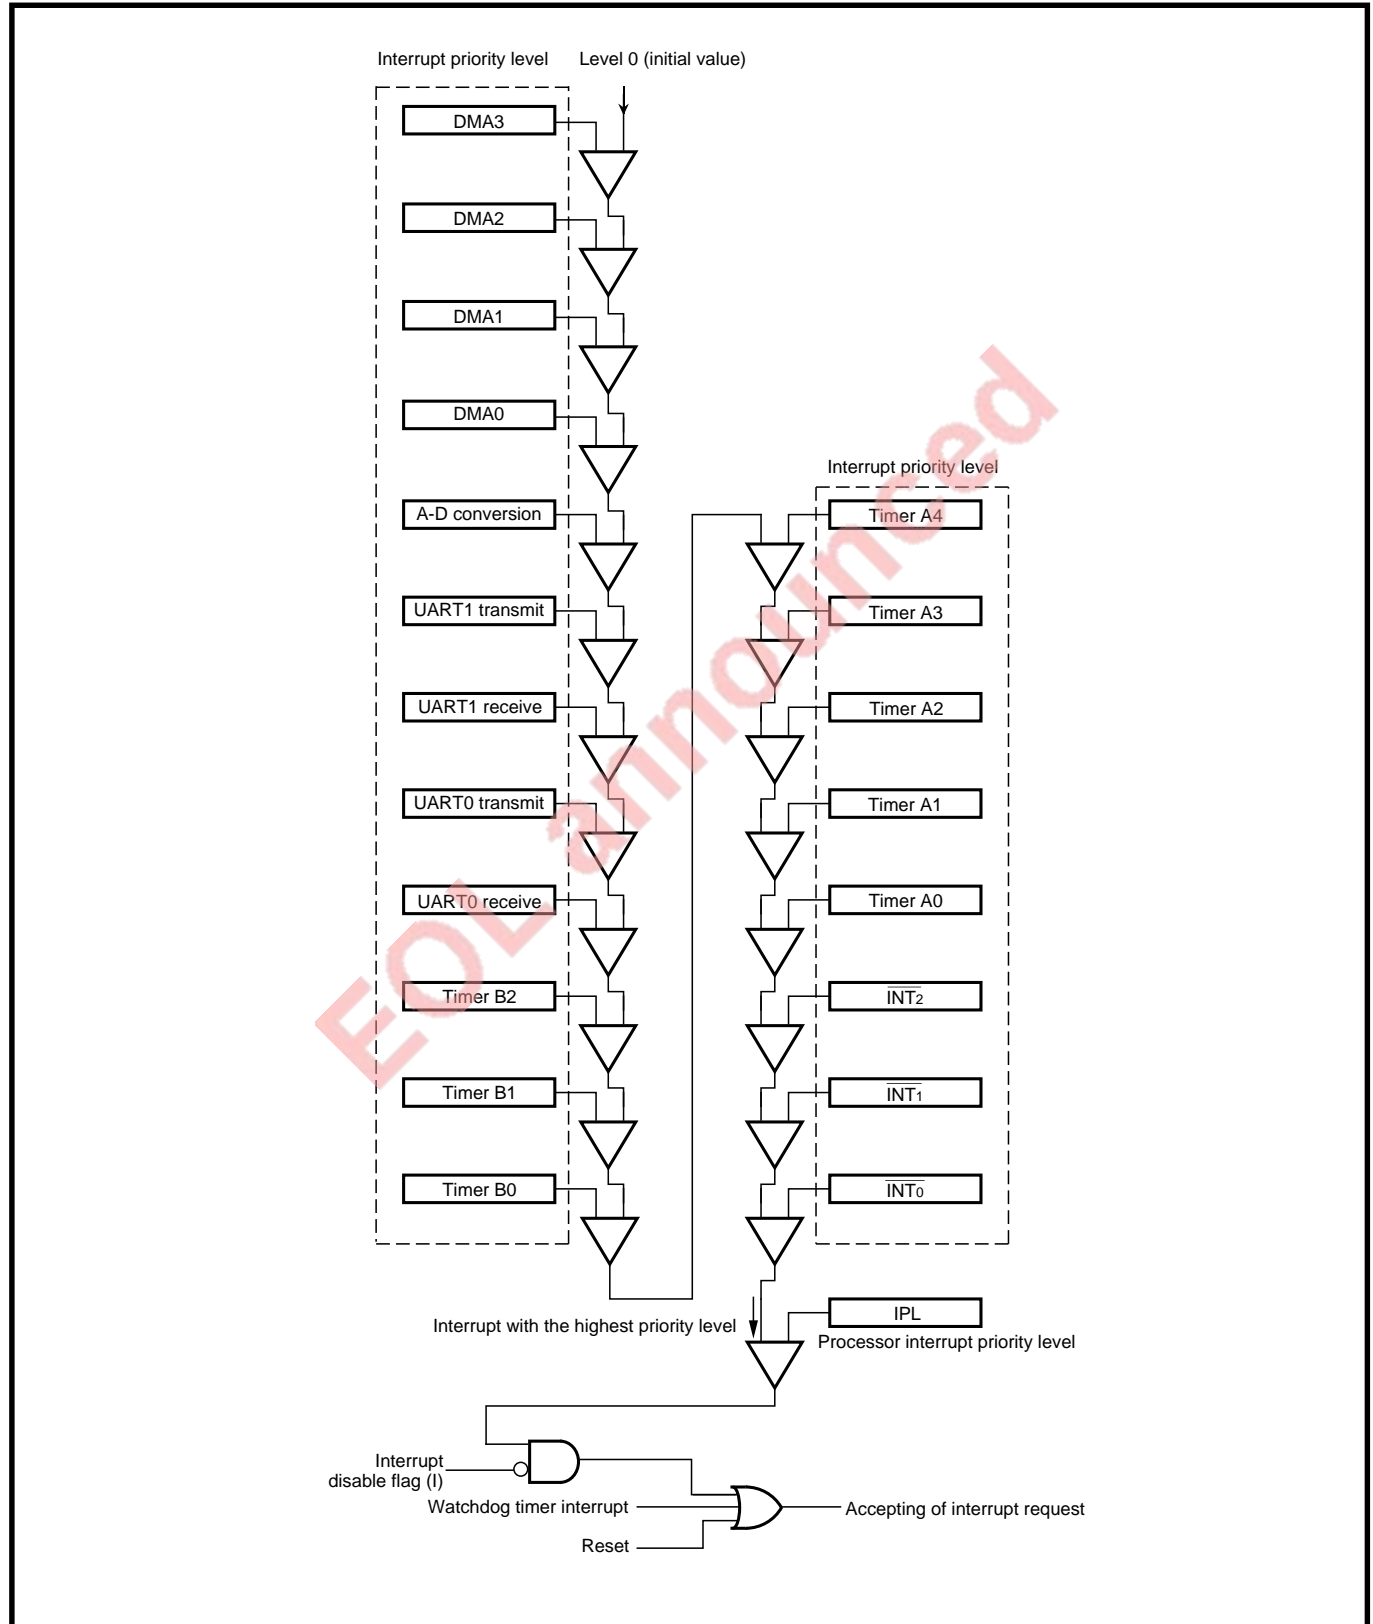 Interrupt priority level
Level 0 (initial value)
DMA3
DMA2
DMA1
DMA0
A-D conversion
UART1 transmit
UART1 receive
UART0 transmit
UART0 receive
Timer B2
Timer B1
Timer B0
Interrupt priority level
Timer A4
Timer A3
Timer A2
Timer A1
Timer A0
INT2
INT1
INT0
IPL
Processor interrupt priority level
Interrupt with the highest priority level
Interrupt
disable flag (I)
Watchdog timer interrupt
Reset
Accepting of interrupt request
EOL announced